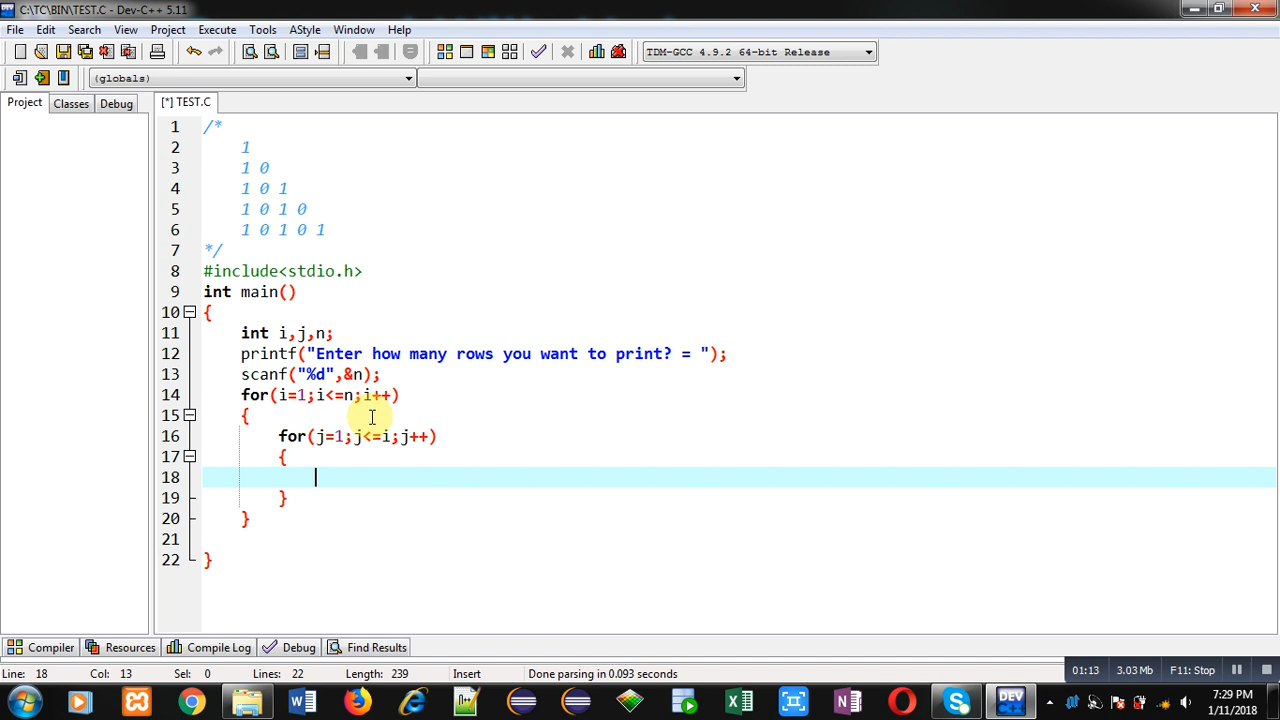 C:\TC\BIN\TEST.C - Dev-C++ 5.11
File Edit Search View Project Execute Tools AStyle Window Help
TDM-GCC 4.9.2 64-bit Release
(globals)
Project Classes Debug [*] TEST.C
1 /*
2 1
3 1 0
4 1 0 1
5 1 0 1 0
6 1 0 1 0 1
7 */
8 #include<stdio.h>
9 int main()
10 {
11 int i,j,n;
12 printf("Enter how many rows you want to print? = ");
13 scanf("%d",&n);
14 for(i=1;i<=n;i++)
15 {
16 for(j=1;j<=i;j++)
17 {
18
19 }
20 }
21
22 }
Compiler Resources Compile Log Debug Find Results
Line: 18 Col: 13 Sel: 0 Lines: 22 Length: 239 Insert Done parsing in 0.093 seconds
01:13 3.03 Mb F11: Stop
7:29 PM
1/11/2018